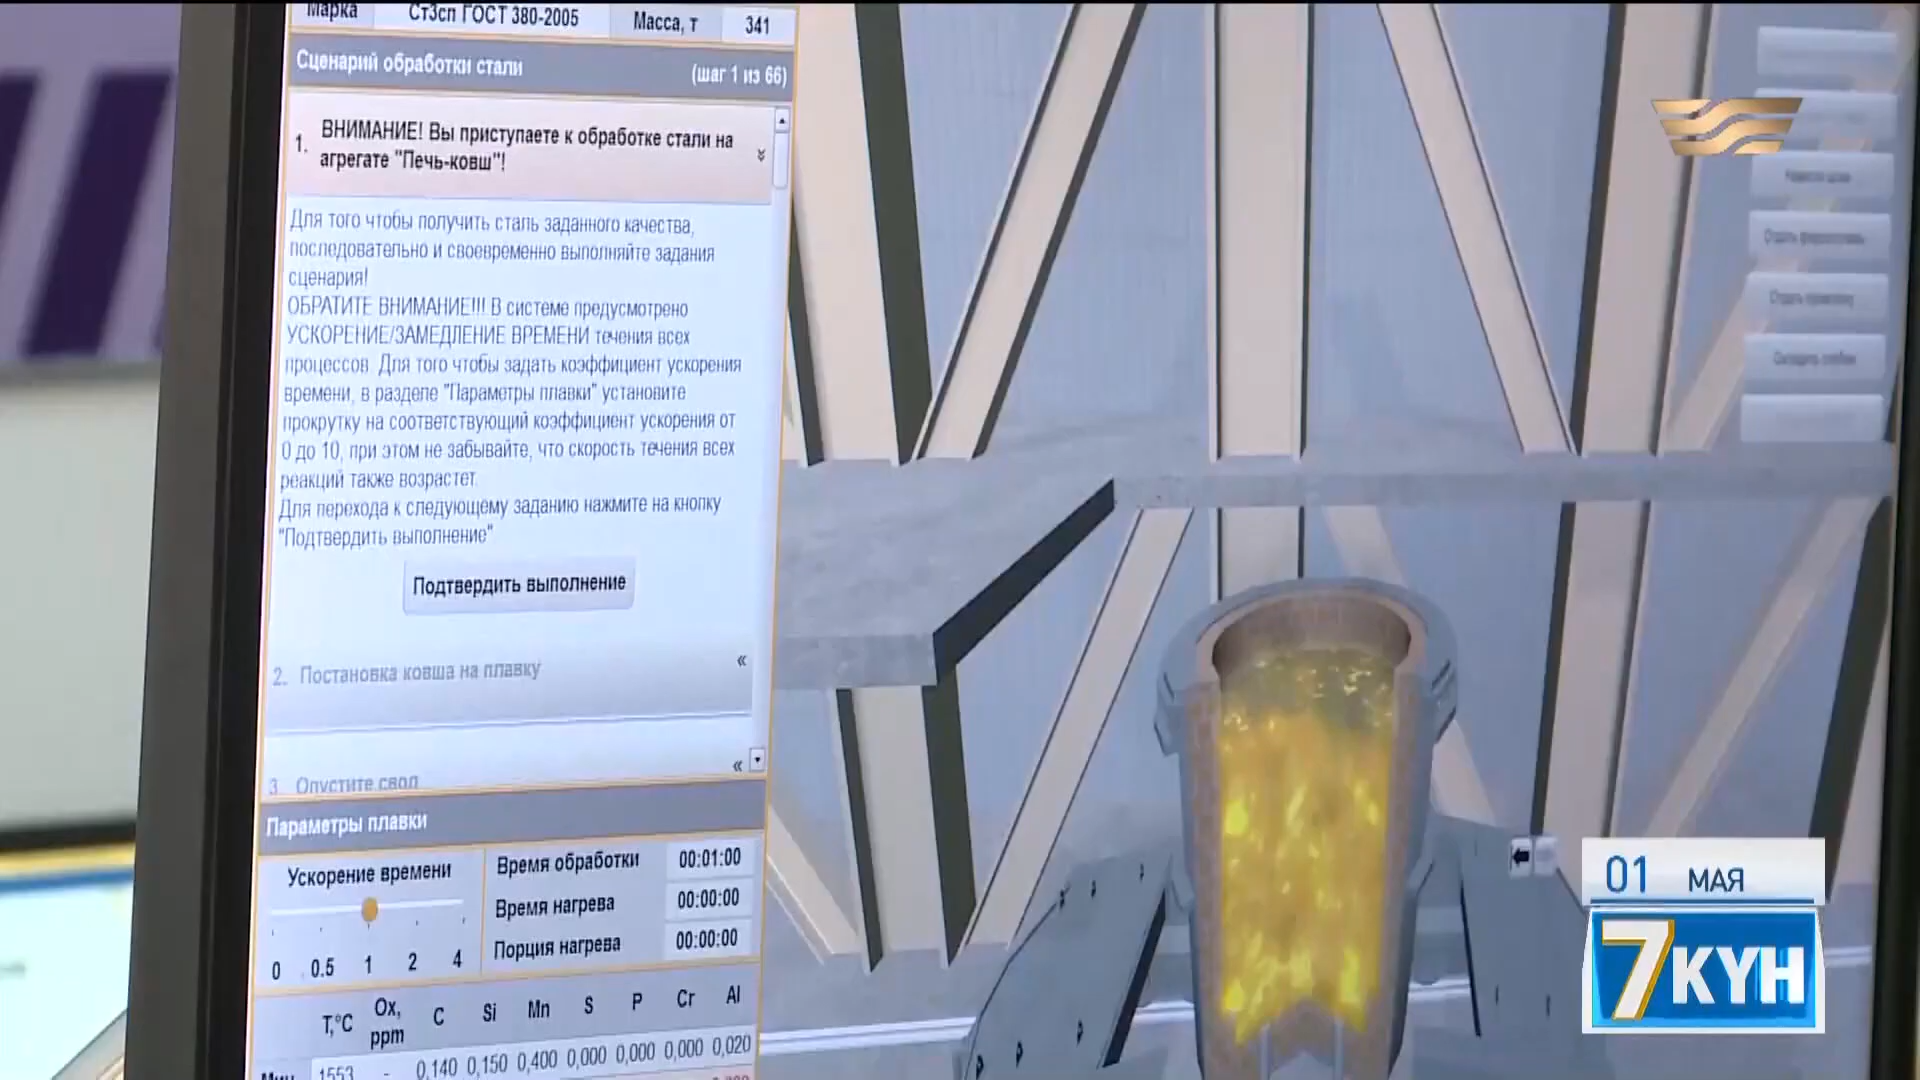 Марка Ст3сп ГОСТ 380-2005 Масса, т 341
Сценарий обработки стали (шаг 1 из 66)
1. ВНИМАНИЕ! Вы приступаете к обработке стали на
агрегате "Печь-ковш"!
Для того чтобы получить сталь заданного качества,
последовательно и своевременно выполняйте задания
сценария!
ОБРАТИТЕ ВНИМАНИЕ!!! В системе предусмотрено
УСКОРЕНИЕ/ЗАМЕДЛЕНИЕ ВРЕМЕНИ течения всех
процессов. Для того чтобы задать коэффициент ускорения
времени, в разделе "Параметры плавки" установите
прокрутку на соответствующий коэффициент ускорения от
0 до 10, при этом не забывайте, что скорость течения всех
реакций также возрастет.
Для перехода к следующему заданию нажмите на кнопку
"Подтвердить выполнение"
Подтвердить выполнение
2. Постановка ковша на плавку
3. Опустите свод
Параметры плавки
Ускорение времени
0 0.5 1 2 4
Время обработки 00:01:00
Время нагрева 00:00:00
Порция нагрева 00:00:00
T,°C Ox, ppm C Si Mn S P Cr Al
Мин 1553 - 0,140 0,150 0,400 0,000 0,000 0,000 0,020
01 МАЯ
7КҮН